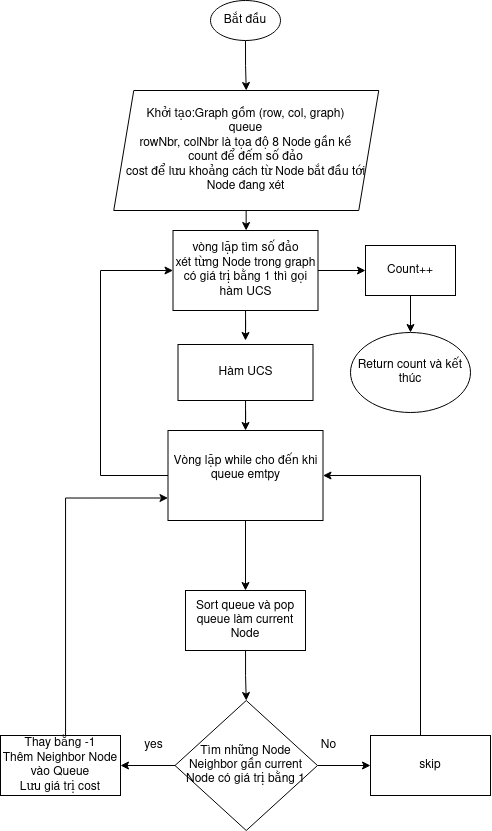 Bắt đầu
Khởi tạo:Graph gồm (row, col, graph)
queue
rowNbr, colNbr là tọa độ 8 Node gần kề
count để đếm số đảo
cost để lưu khoảng cách từ Node bắt đầu tới
Node đang xét
vòng lặp tìm số đảo
xét từng Node trong graph
có giá trị bằng 1 thì gọi
hàm UCS
Count++
Hàm UCS
Return count và kết
thúc
Vòng lặp while cho đến khi
queue emtpy
Sort queue và pop
queue làm current
Node
Tìm những Node
Neighbor gần current
Node có giá trị bằng 1
yes
No
Thay bằng -1
Thêm Neighbor Node
vào Queue
Lưu giá trị cost
skip